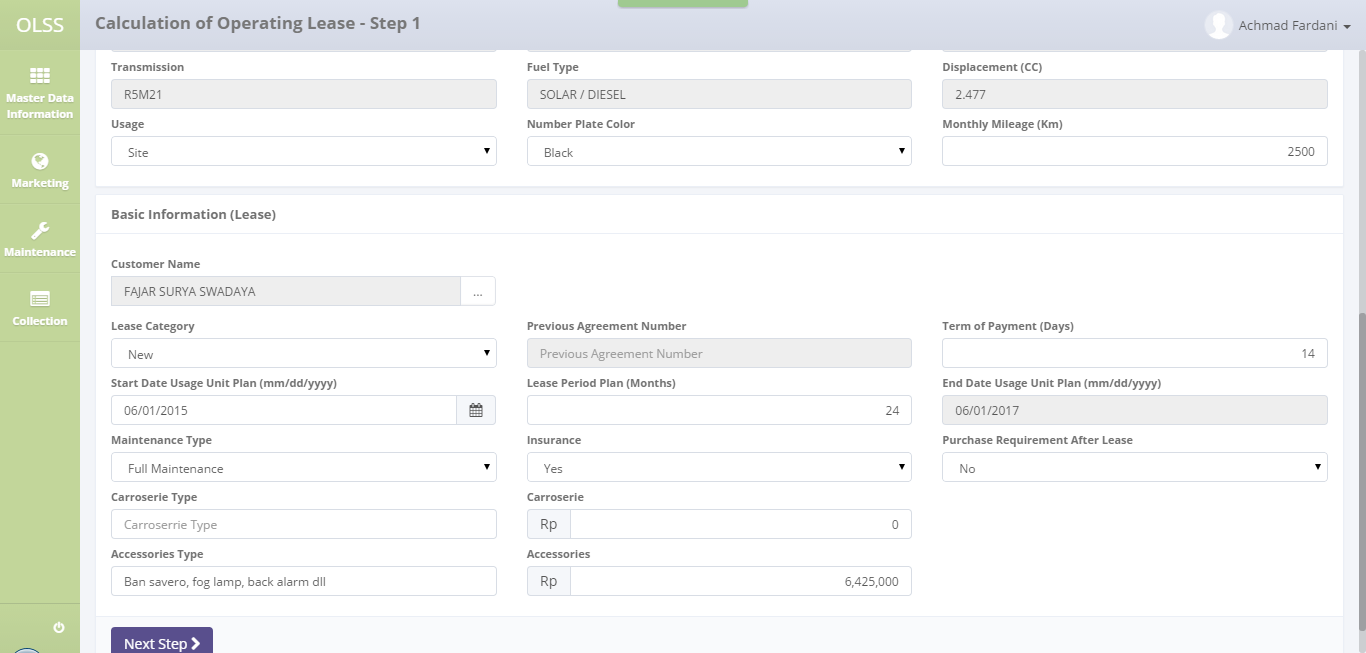 OLSS
Calculation of Operating Lease - Step 1
Achmad Fardani
Master Data
Information
Marketing
Maintenance
Collection
Transmission Fuel Type Displacement (CC)
R5M21 SOLAR / DIESEL 2.477
Usage Number Plate Color Monthly Mileage (Km)
Site Black 2500
Basic Information (Lease)
Customer Name
FAJAR SURYA SWADAYA ...
Lease Category Previous Agreement Number Term of Payment (Days)
New Previous Agreement Number 14
Start Date Usage Unit Plan (mm/dd/yyyy) Lease Period Plan (Months) End Date Usage Unit Plan (mm/dd/yyyy)
06/01/2015 24 06/01/2017
Maintenance Type Insurance Purchase Requirement After Lease
Full Maintenance Yes No
Carroserie Type Carroserie
Carroserrie Type Rp 0
Accessories Type Accessories
Ban savero, fog lamp, back alarm dll Rp 6,425,000
Next Step